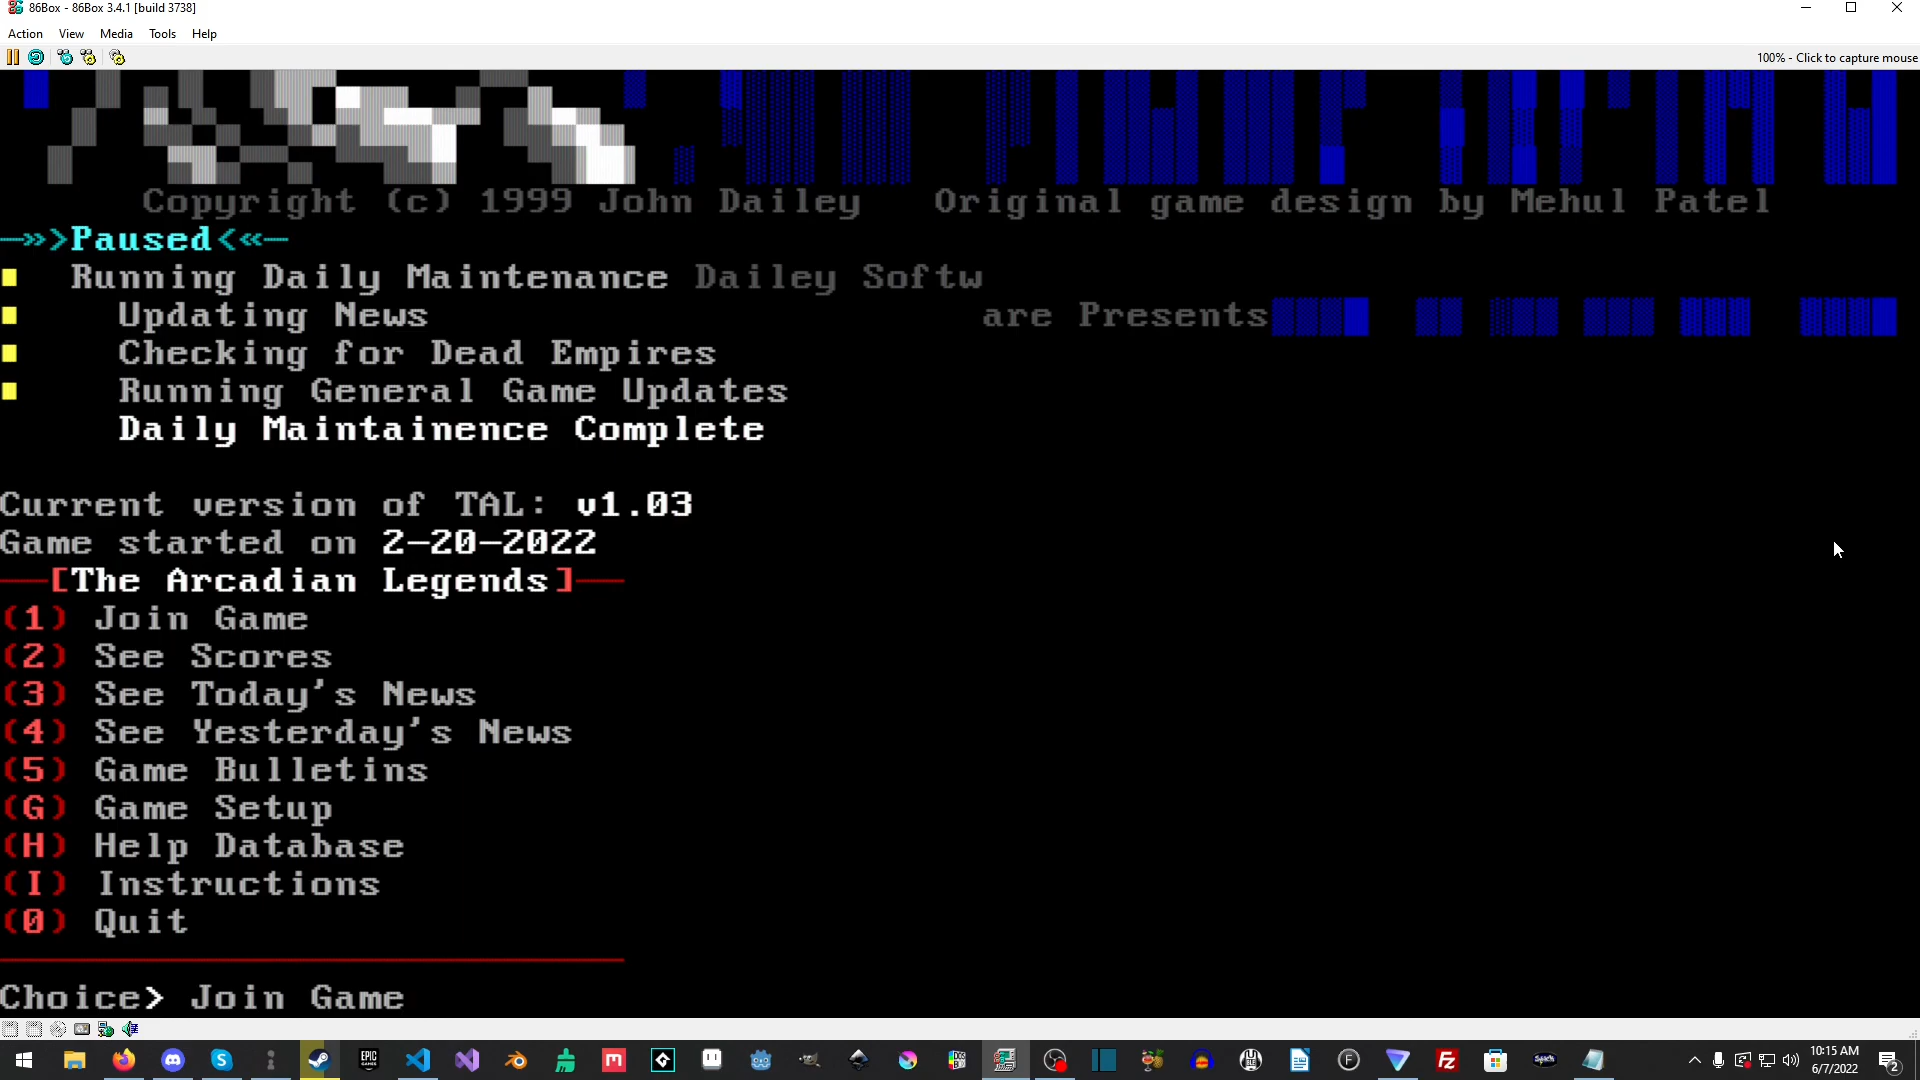 86Box - 86Box 3.4.1 [build 3738]
Action View Media Tools Help
100% - Click to capture mouse
Copyright (c) 1999 John Dailey Original game design by Mehul Patel
─»>Paused<«─
Running Daily Maintenance Dailey Softw
Updating News are Presents
Checking for Dead Empires
Running General Game Updates
Daily Maintainence Complete
Current version of TAL: v1.03
Game started on 2-20-2022
──[The Arcadian Legends]──
(1) Join Game
(2) See Scores
(3) See Today's News
(4) See Yesterday's News
(5) Game Bulletins
(G) Game Setup
(H) Help Database
(I) Instructions
(0) Quit
Choice> Join Game
EPIC GAMES
10:15 AM
6/7/2022
2